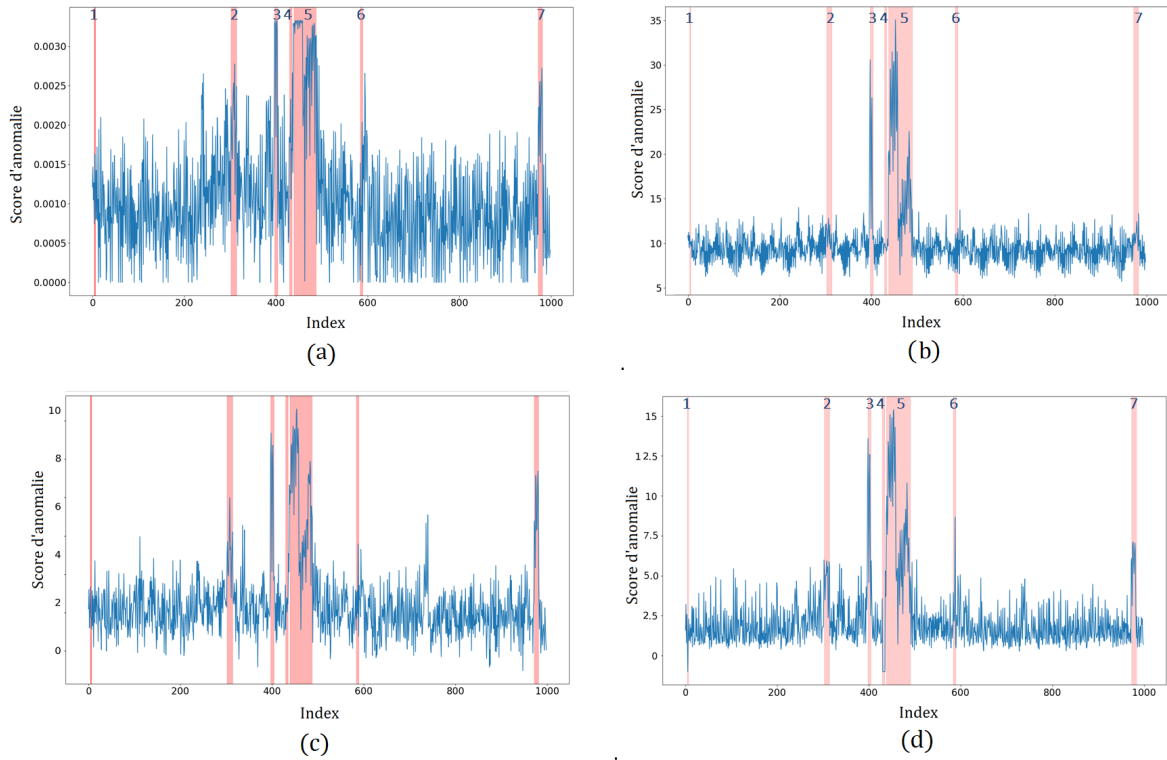 1 2 3 4 5 6 7
0.0030
0.0025
0.0020
0.0015
0.0010
0.0005
0.0000
Score d'anomalie
0 200 400 600 800 1000
Index
(a)
1 2 3 4 5 6 7
35
30
25
20
15
10
5
Score d'anomalie
0 200 400 600 800 1000
Index
(b)
10
8
6
4
2
0
Score d'anomalie
0 200 400 600 800 1000
Index
(c)
1 2 3 4 5 6 7
15
12.5
10.0
7.5
5.0
2.5
0
Score d'anomalie
0 200 400 600 800 1000
Index
(d)